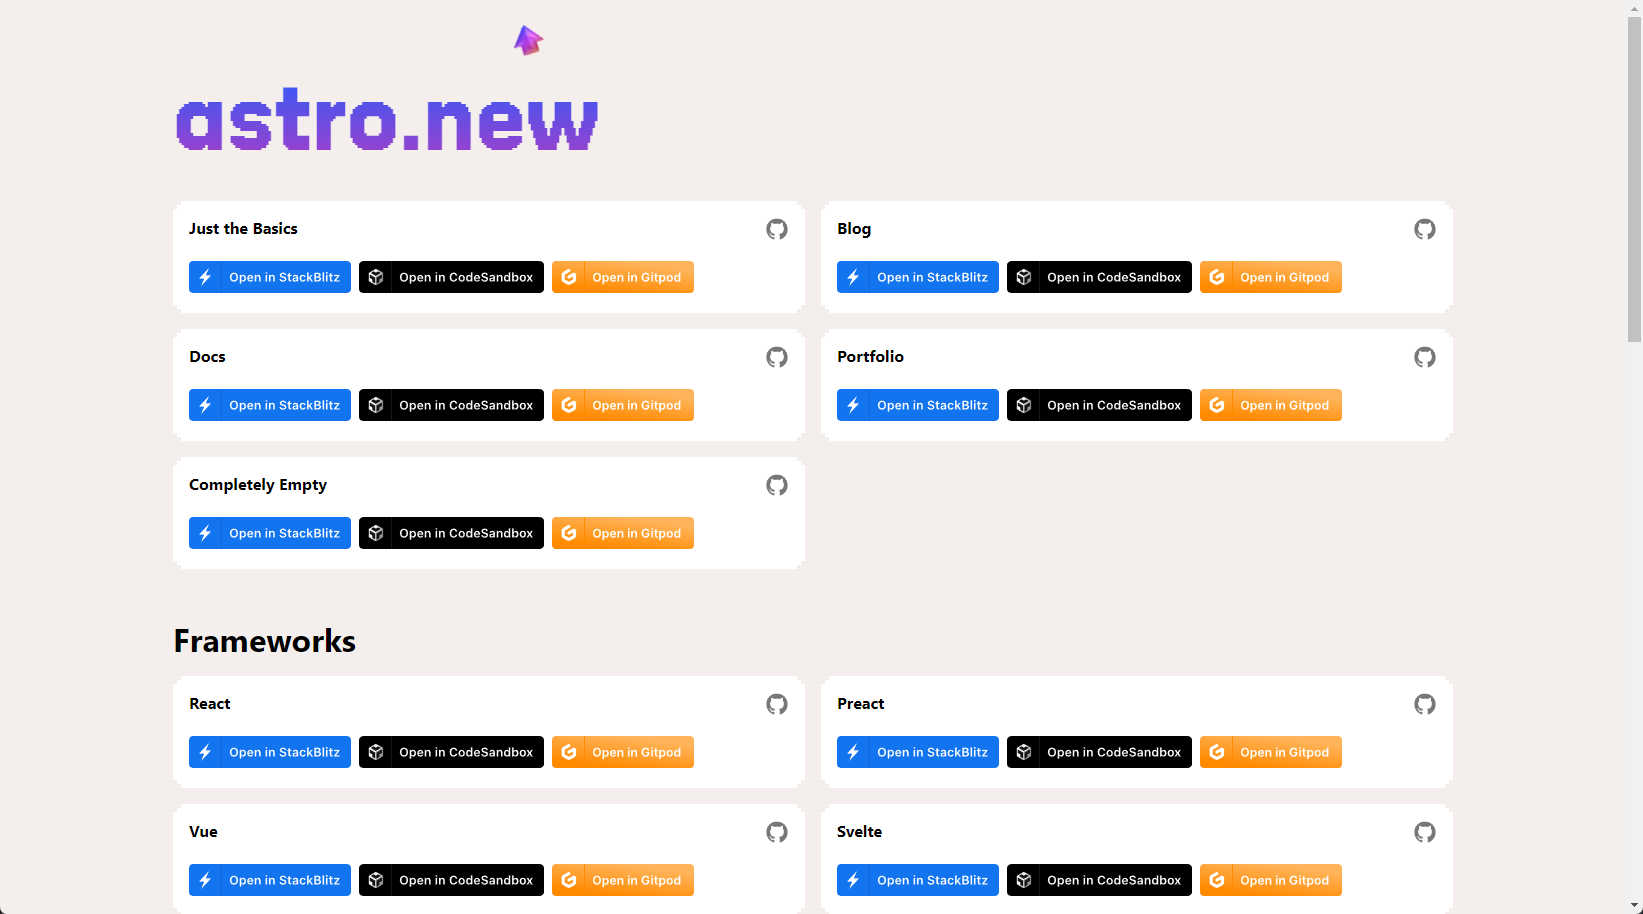 astro.new
Just the Basics
Open in StackBlitz Open in CodeSandbox Open in Gitpod
Blog
Open in StackBlitz Open in CodeSandbox Open in Gitpod
Docs
Open in StackBlitz Open in CodeSandbox Open in Gitpod
Portfolio
Open in StackBlitz Open in CodeSandbox Open in Gitpod
Completely Empty
Open in StackBlitz Open in CodeSandbox Open in Gitpod
Frameworks
React
Open in StackBlitz Open in CodeSandbox Open in Gitpod
Preact
Open in StackBlitz Open in CodeSandbox Open in Gitpod
Vue
Open in StackBlitz Open in CodeSandbox Open in Gitpod
Svelte
Open in StackBlitz Open in CodeSandbox Open in Gitpod